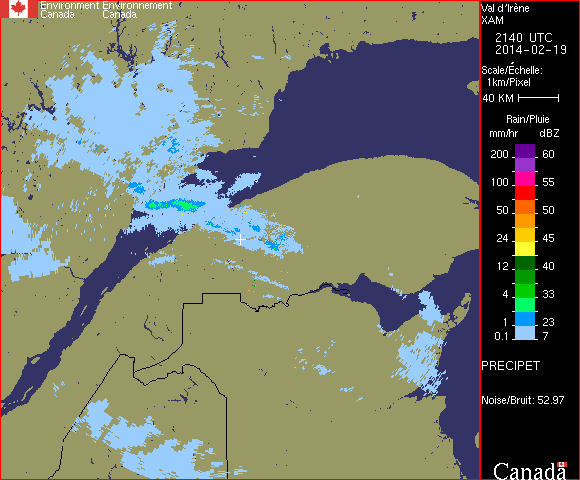 Environment Environnement
Canada Canada
Val d'Irène
XAM
2140 UTC
2014-02-19
Scale/Échelle:
1km/Pixel
40 KM
Rain/Pluie
mm/hr dBZ
200 60
100 55
50 50
24 45
12 40
4 33
1 23
0.1 7
PRECIPET
Noise/Bruit: 52.97
Canada